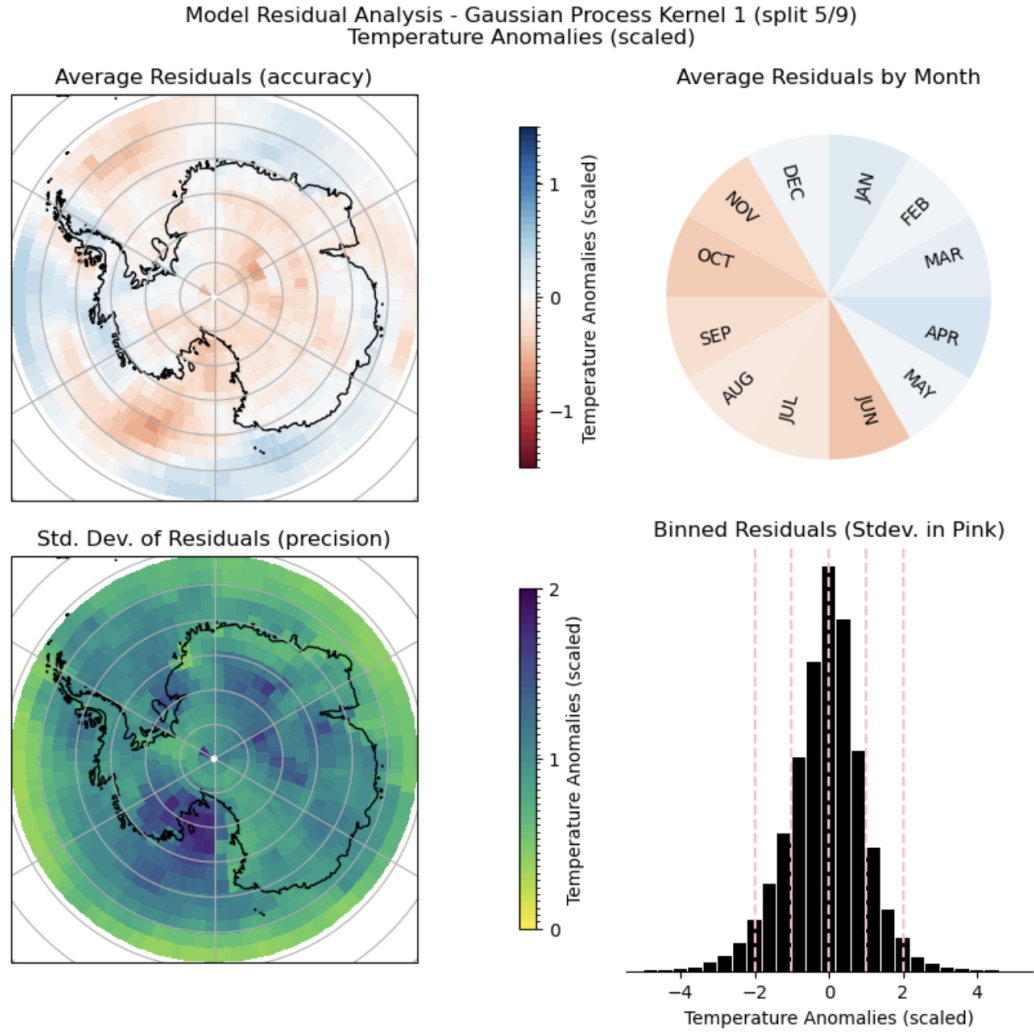 Model Residual Analysis - Gaussian Process Kernel 1 (split 5/9)
Temperature Anomalies (scaled)
Average Residuals (accuracy)
1
0
−1
Temperature Anomalies (scaled)
Average Residuals by Month
JAN
FEB
MAR
APR
MAY
JUN
JUL
AUG
SEP
OCT
NOV
DEC
Std. Dev. of Residuals (precision)
2
1
0
Temperature Anomalies (scaled)
Binned Residuals (Stdev. in Pink)
−4 −2 0 2 4
Temperature Anomalies (scaled)